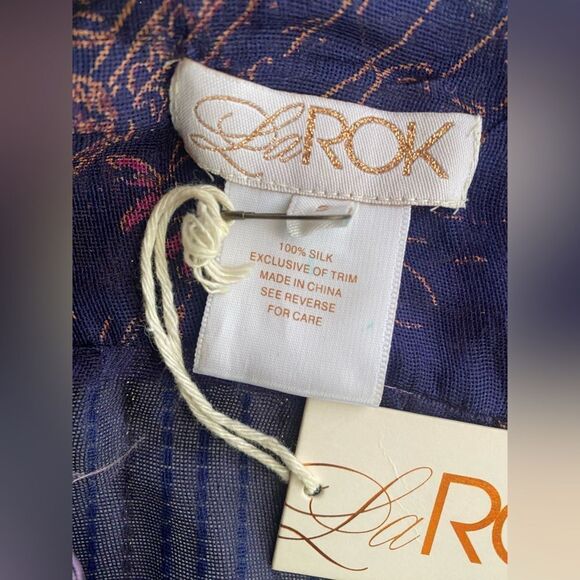 LaROK
100% SILK
EXCLUSIVE OF TRIM
MADE IN CHINA
SEE REVERSE
FOR CARE
LaRO